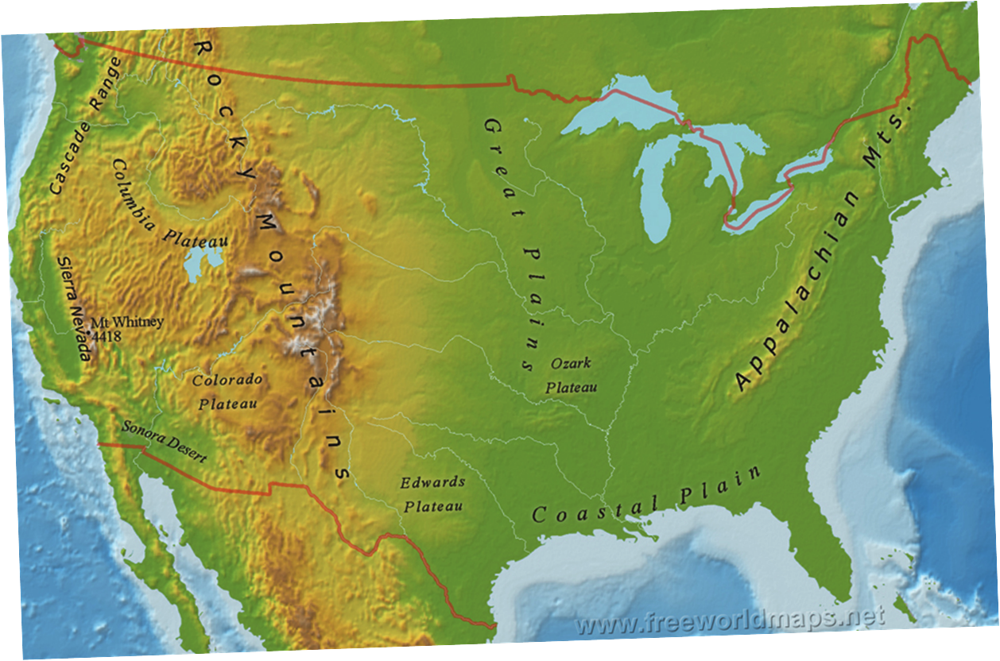 Rocky Mountains
Cascade Range
Great Plains
Appalachian Mts.
Columbia Plateau
Sierra Nevada
Mt Whitney
4418
Colorado
Plateau
Ozark
Plateau
Sonora Desert
Edwards
Plateau
Coastal Plain
www.freeworldmaps.net